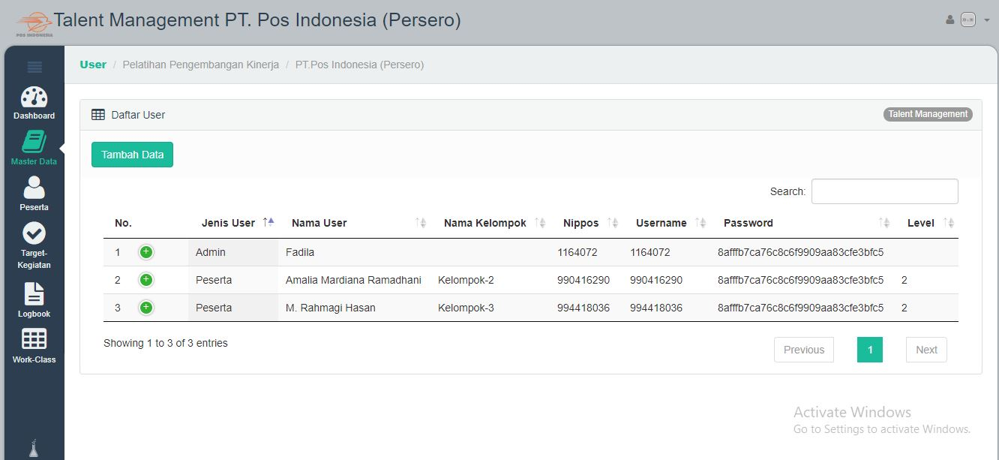 POS INDONESIA
Talent Management PT. Pos Indonesia (Persero)
User / Pelatihan Pengembangan Kinerja / PT.Pos Indonesia (Persero)
Dashboard
Master Data
Peserta
Target-
Kegiatan
Logbook
Work-Class
Daftar User
Talent Management
Tambah Data
Search:
No. Jenis User Nama User Nama Kelompok Nippos Username Password Level
1 Admin Fadila 1164072 1164072 8afffb7ca76c8c6f9909aa83cfe3bfc5
2 Peserta Amalia Mardiana Ramadhani Kelompok-2 990416290 990416290 8afffb7ca76c8c6f9909aa83cfe3bfc5 2
3 Peserta M. Rahmagi Hasan Kelompok-3 994418036 994418036 8afffb7ca76c8c6f9909aa83cfe3bfc5 2
Showing 1 to 3 of 3 entries
Previous 1 Next
Activate Windows
Go to Settings to activate Windows.